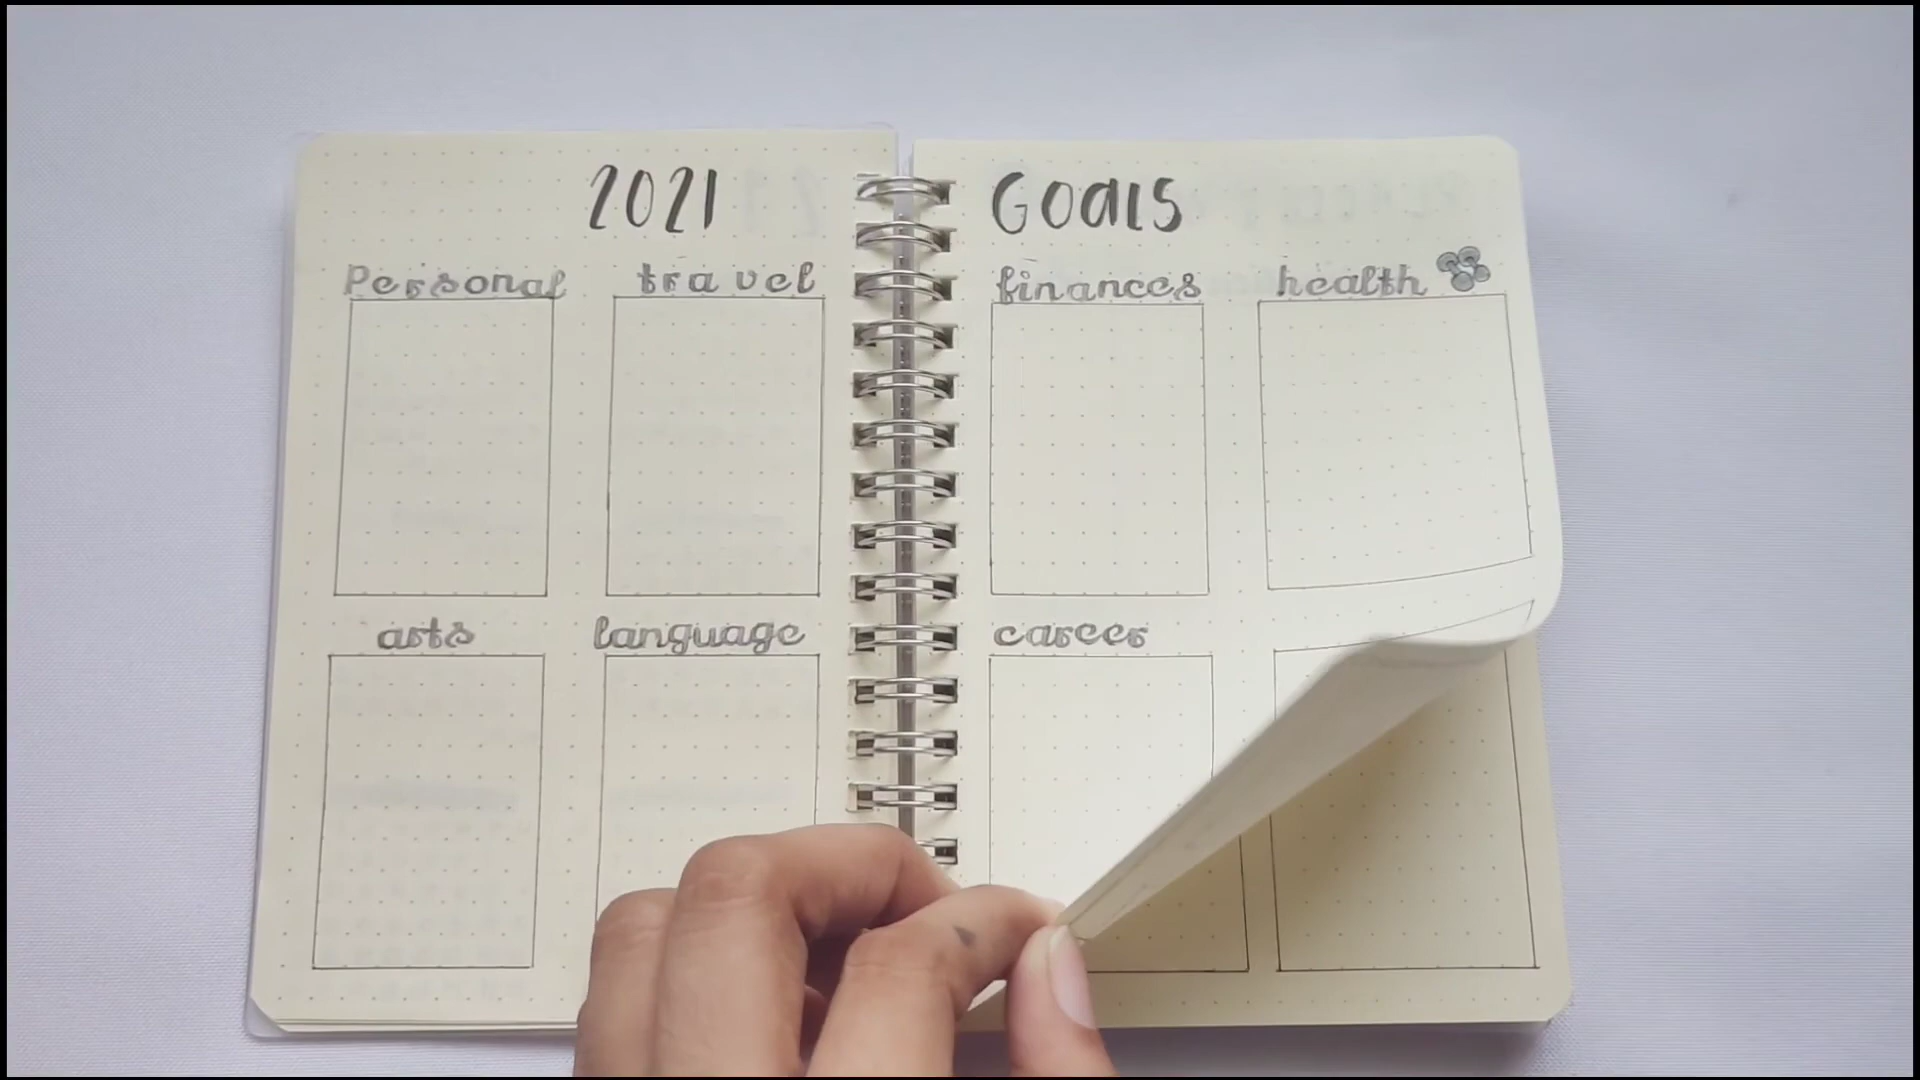 2021 Goals
Personal travel finances health
arts language career